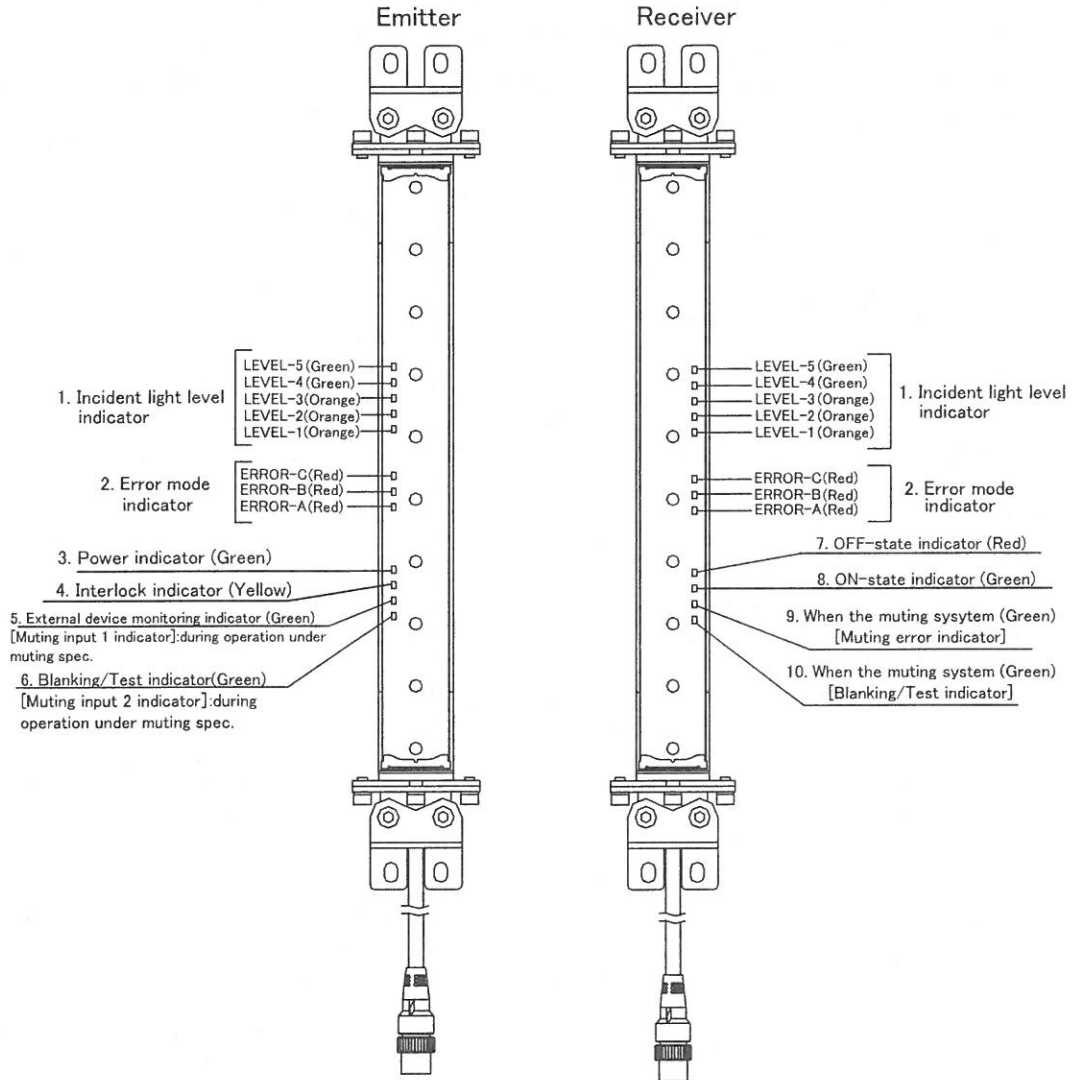 Emitter
Receiver
1. Incident light level
indicator
LEVEL-5(Green)
LEVEL-4(Green)
LEVEL-3(Orange)
LEVEL-2(Orange)
LEVEL-1(Orange)
2. Error mode
indicator
ERROR-C(Red)
ERROR-B(Red)
ERROR-A(Red)
3. Power indicator (Green)
4. Interlock indicator (Yellow)
5. External device monitoring indicator (Green)
[Muting input 1 indicator]:during operation under
muting spec.
6. Blanking/Test indicator(Green)
[Muting input 2 indicator]:during
operation under muting spec.
LEVEL-5(Green)
LEVEL-4(Green)
LEVEL-3(Orange)
LEVEL-2(Orange)
LEVEL-1(Orange)
1. Incident light level
indicator
ERROR-C(Red)
ERROR-B(Red)
ERROR-A(Red)
2. Error mode
indicator
7. OFF-state indicator (Red)
8. ON-state indicator (Green)
9. When the muting sysytem (Green)
[Muting error indicator]
10. When the muting system (Green)
[Blanking/Test indicator]